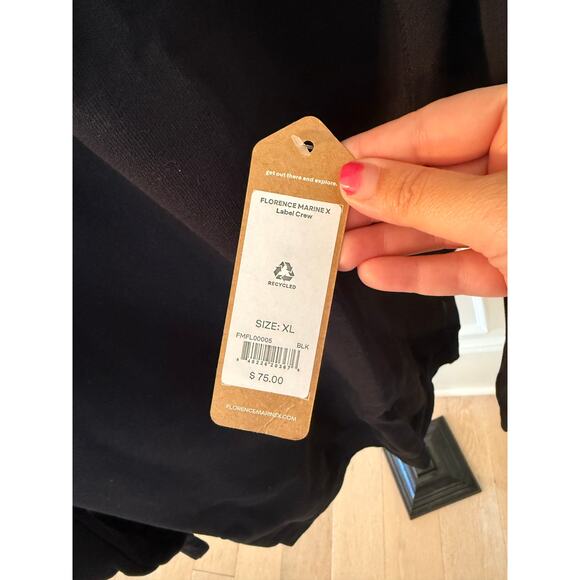 get out there and explore.
FLORENCE MARINE X
Label Crew
RECYCLED
SIZE: XL
FMFL00005 BLK
$ 75.00
FLORENCEMARINEX.COM